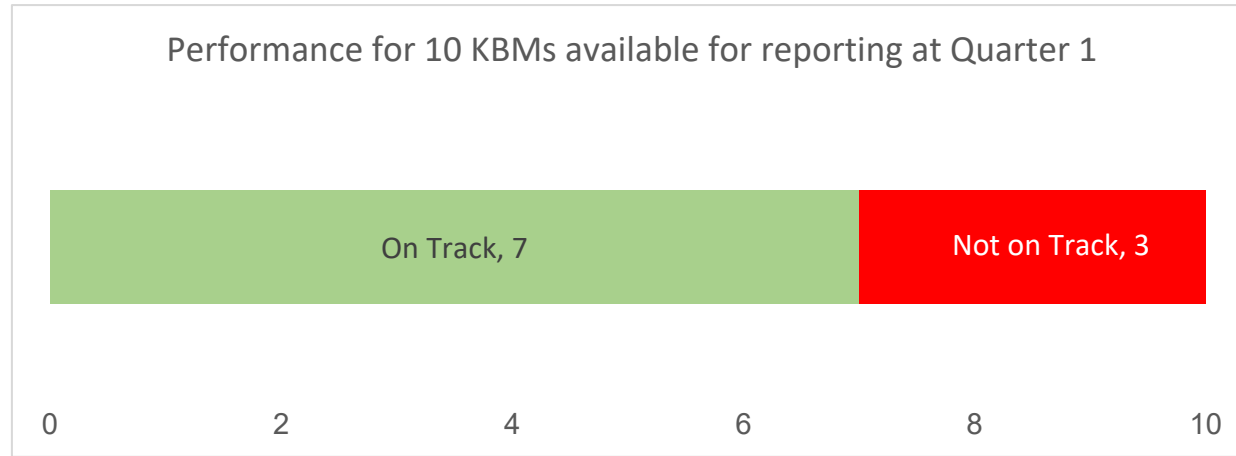 Performance for 10 KBMs available for reporting at Quarter 1
On Track, 7
Not on Track, 3
0 2 4 6 8 10